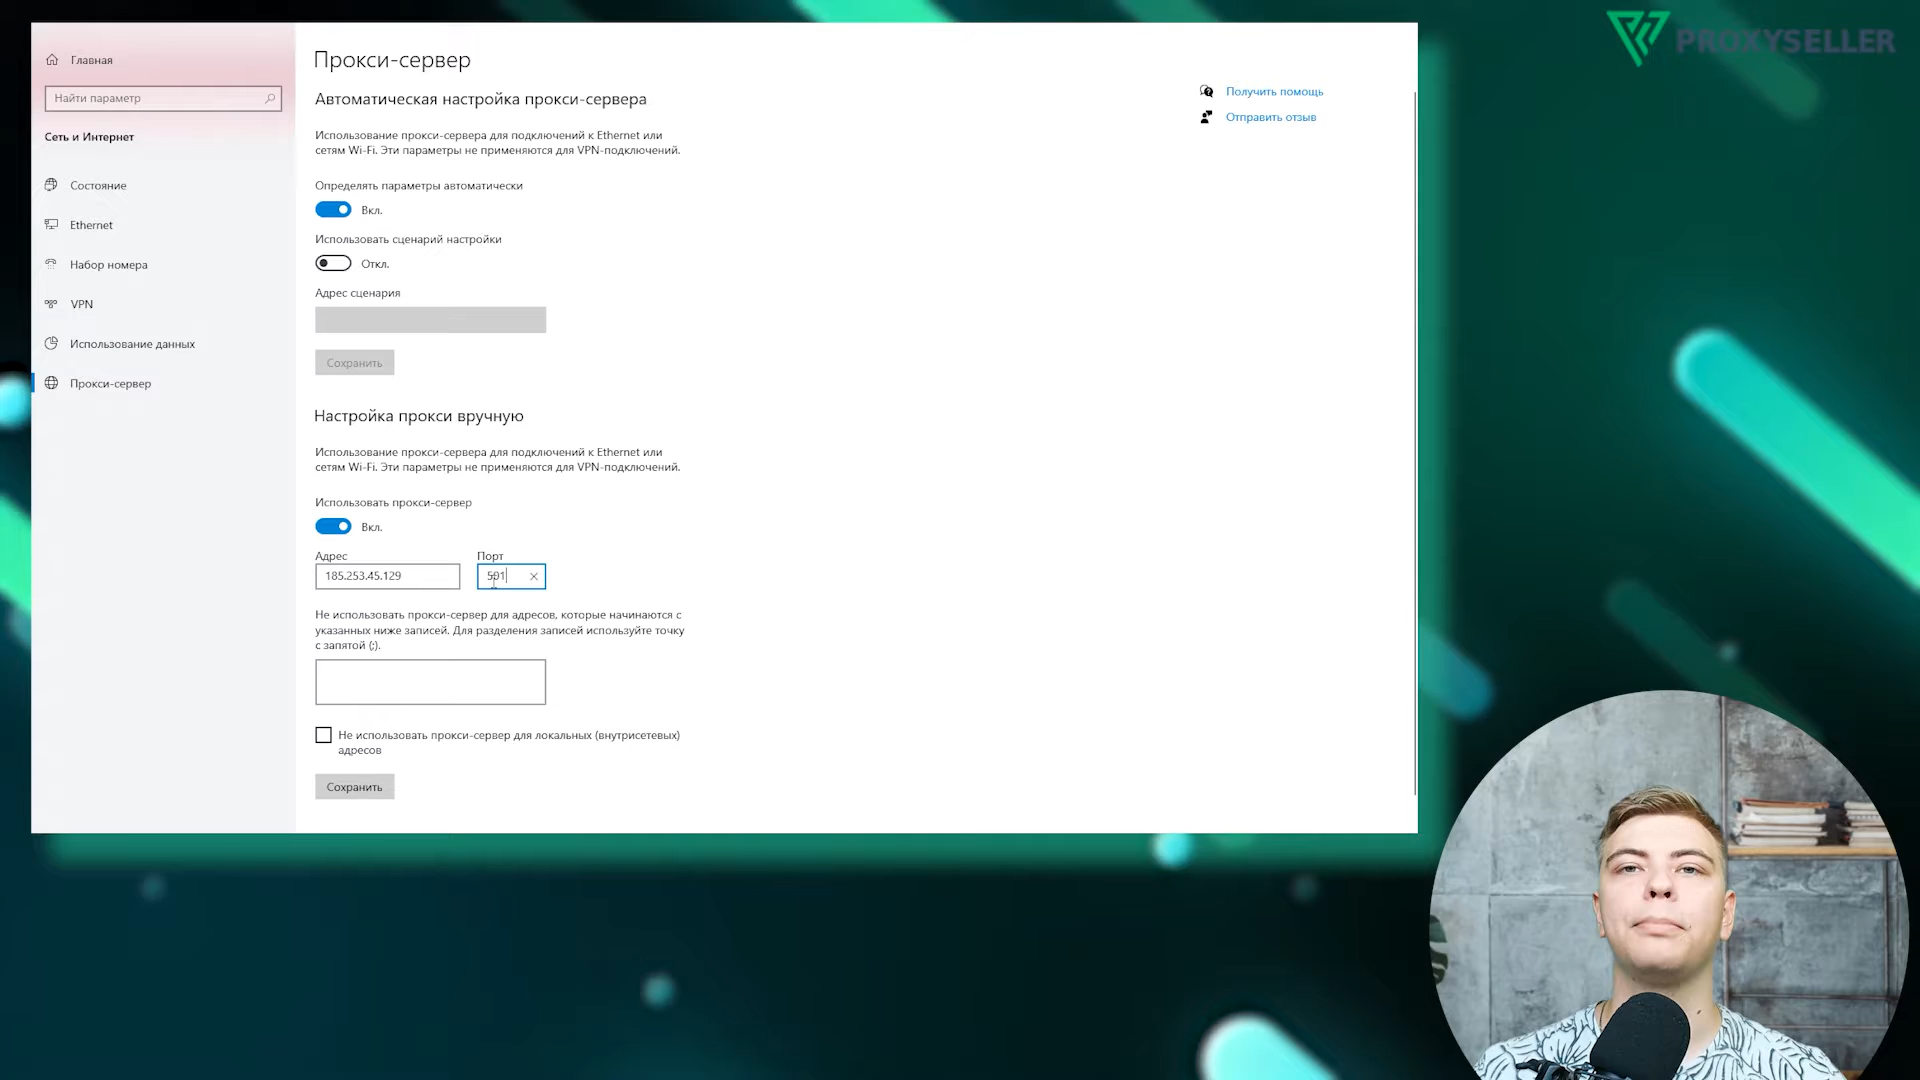 PROXYSELLER
Главная
Найти параметр
Сеть и Интернет
Состояние
Ethernet
Набор номера
VPN
Использование данных
Прокси-сервер
Прокси-сервер
Автоматическая настройка прокси-сервера
Использование прокси-сервера для подключений к Ethernet или
сетям Wi-Fi. Эти параметры не применяются для VPN-подключений.
Определять параметры автоматически
Вкл.
Использовать сценарий настройки
Откл.
Адрес сценария
Сохранить
Настройка прокси вручную
Использование прокси-сервера для подключений к Ethernet или
сетям Wi-Fi. Эти параметры не применяются для VPN-подключений.
Использовать прокси-сервер
Вкл.
Адрес Порт
185.253.45.129 591
Не использовать прокси-сервер для адресов, которые начинаются с
указанных ниже записей. Для разделения записей используйте точку
с запятой (;).
Не использовать прокси-сервер для локальных (внутрисетевых)
адресов
Сохранить
Получить помощь
Отправить отзыв